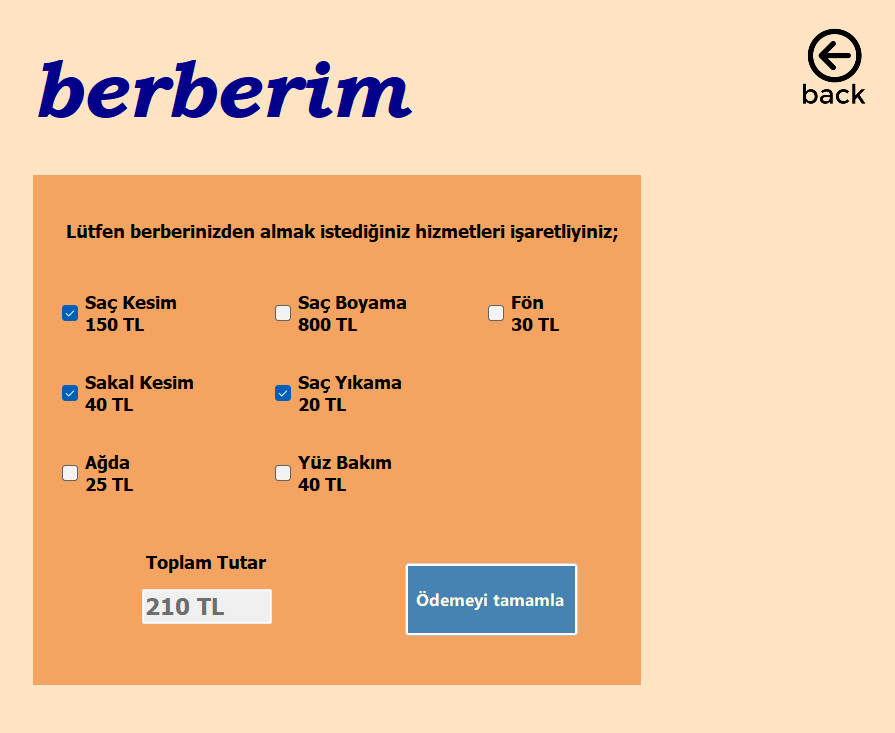 berberim
back
Lütfen berberinizden almak istediğiniz hizmetleri işaretliyiniz;
Saç Kesim
150 TL
Saç Boyama
800 TL
Fön
30 TL
Sakal Kesim
40 TL
Saç Yıkama
20 TL
Ağda
25 TL
Yüz Bakım
40 TL
Toplam Tutar
210 TL
Ödemeyi tamamla